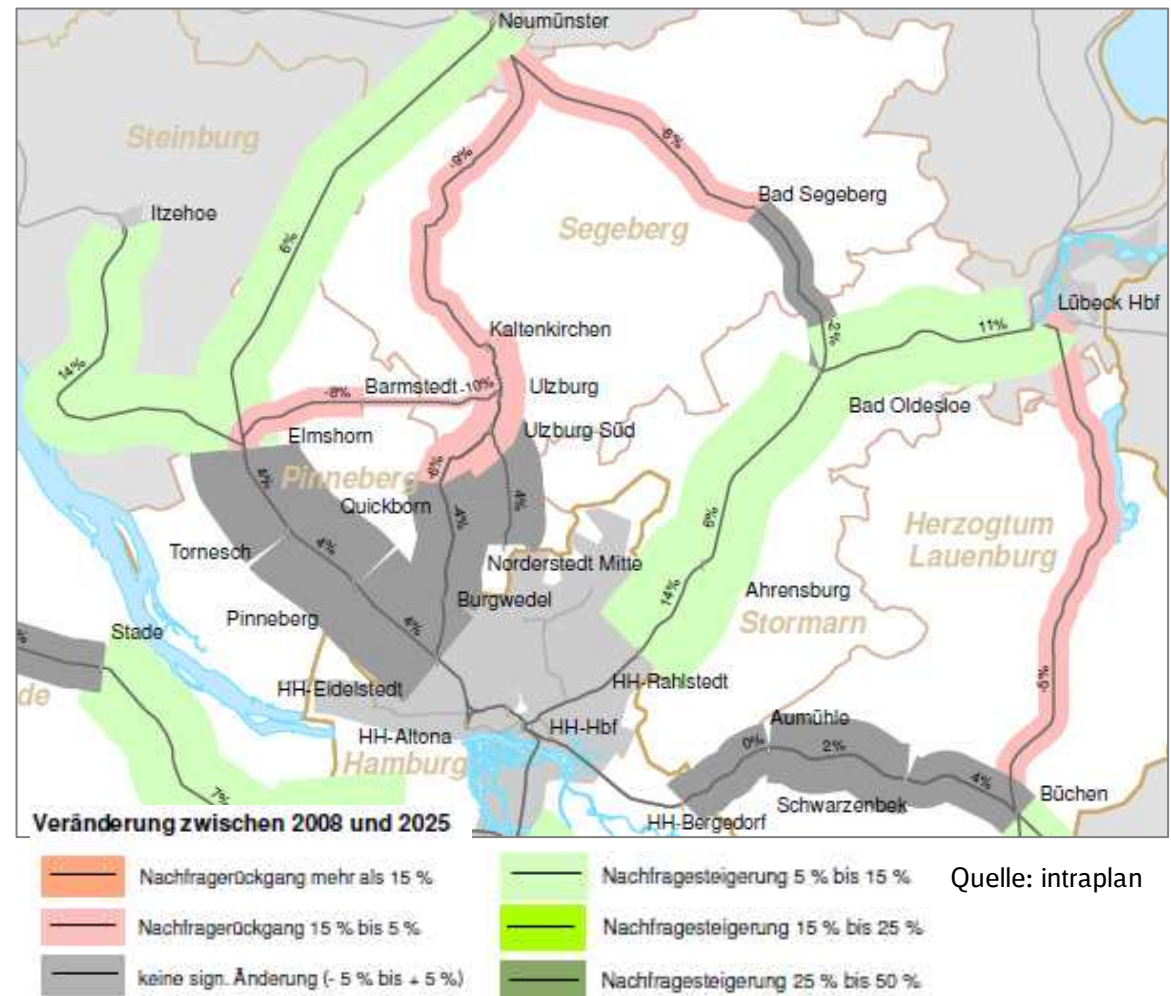 Neumünster
Steinburg
-9%
6%
Bad Segeberg
Itzehoe
Segeberg
6%
Lübeck Hbf
Kaltenkirchen
-2%
11%
14%
-8%
Barmstedt
-10%
Ulzburg
Bad Oldesloe
Elmshorn
Ulzburg Süd
Pinneberg
-6%
4%
Quickborn
-4%
4%
Herzogtum
Lauenburg
Tornesch
4%
Norderstedt Mitte
Burgwedel
14%
Ahrensburg
Pinneberg
4%
Stormarn
Stade
%
de
HH-Eidelstedt
HH-Rahlstedt
-5%
HH-Altona
HH-Hbf
Aumühle
0%
2%
Hamburg
4%
7%
Schwarzenbek
Büchen
HH-Bergedorf
Veränderung zwischen 2008 und 2025
Nachfragerückgang mehr als 15 %
Nachfragesteigerung 5 % bis 15 %
Quelle: intraplan
Nachfragerückgang 15 % bis 5 %
Nachfragesteigerung 15 % bis 25 %
keine sign. Änderung (- 5 % bis + 5 %)
Nachfragesteigerung 25 % bis 50 %